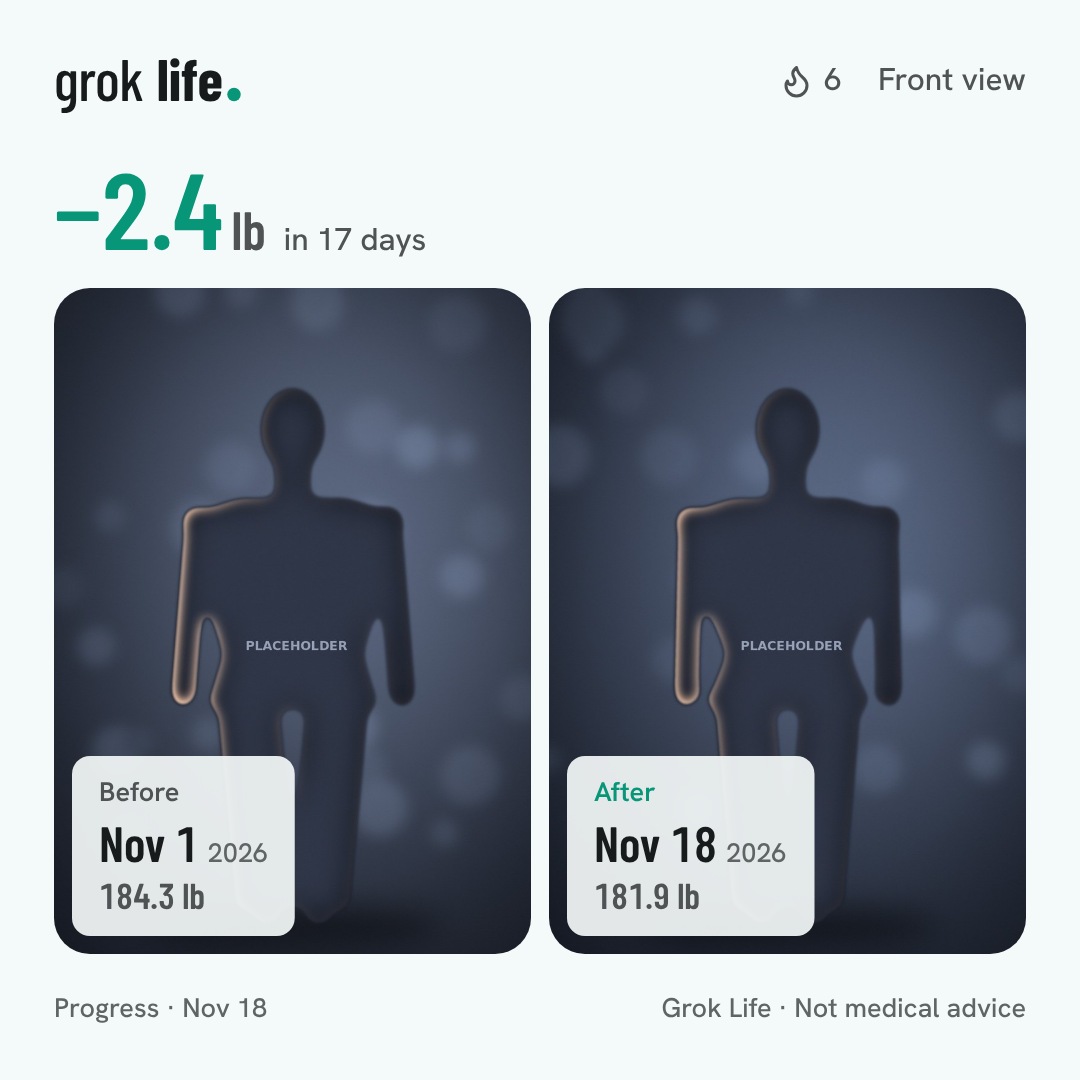 grok life.
6 Front view
−2.4 lb in 17 days
PLACEHOLDER
PLACEHOLDER
Before
Nov 1 2026
184.3 lb
After
Nov 18 2026
181.9 lb
Progress · Nov 18
Grok Life · Not medical advice